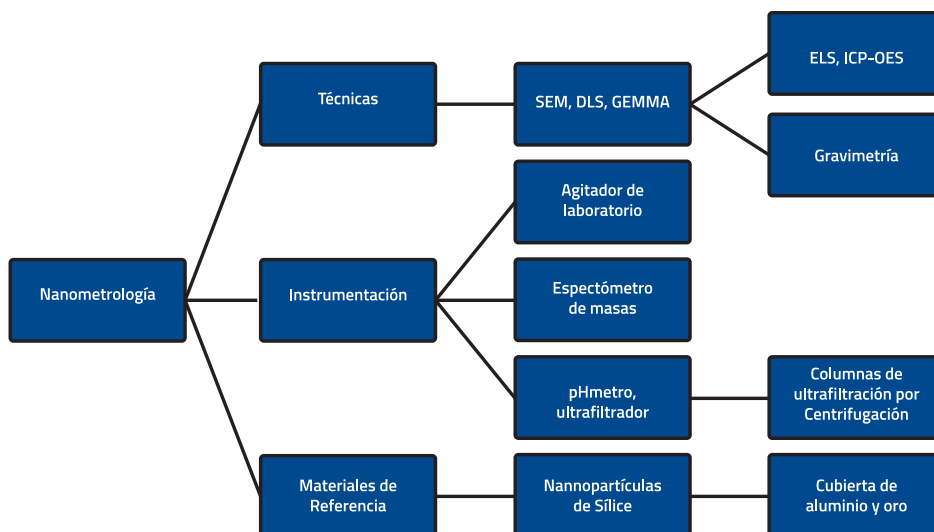 Nanometrología
Técnicas
SEM, DLS, GEMMA
ELS, ICP-OES
Gravimetría
Instrumentación
Agitador de
laboratorio
Espectómetro
de masas
pHmetro,
ultrafiltrador
Columnas de
ultrafiltración por
Centrifugación
Materiales de
Referencia
Nannopartículas
de Sílice
Cubierta de
aluminio y oro